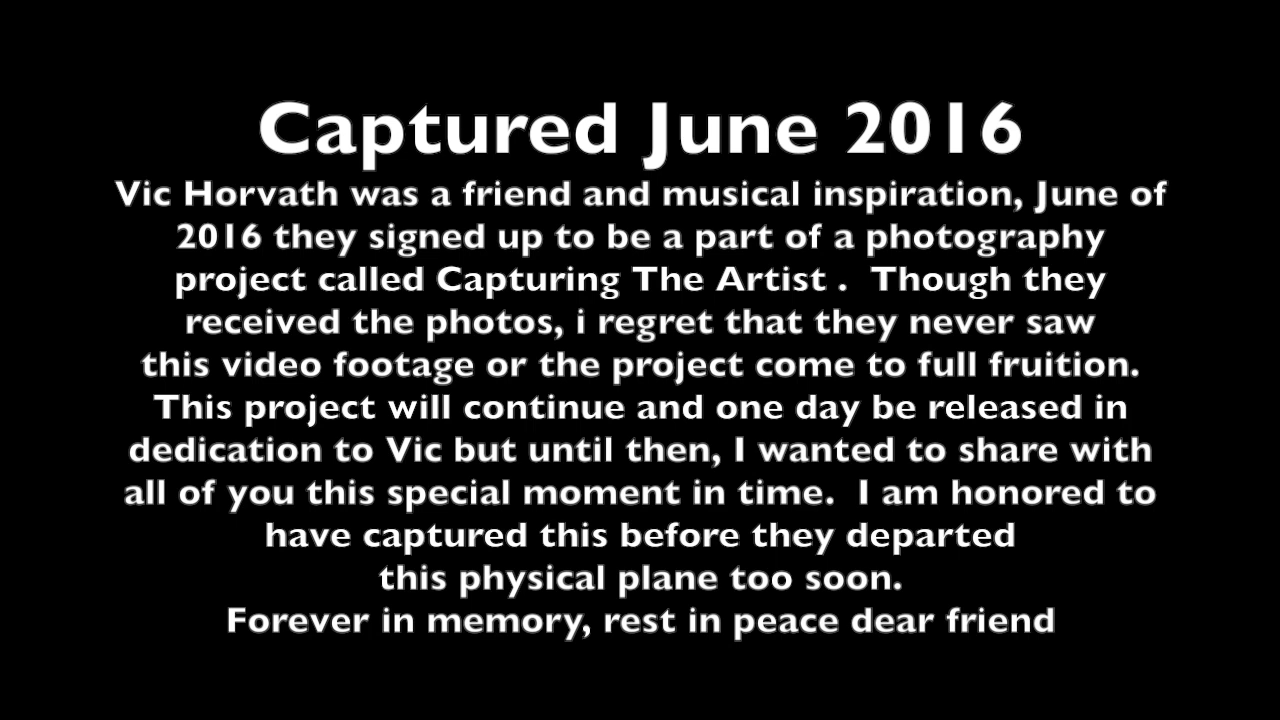 Captured June 2016
Vic Horvath was a friend and musical inspiration, June of
2016 they signed up to be a part of a photography
project called Capturing The Artist .  Though they
received the photos, i regret that they never saw
this video footage or the project come to full fruition.
This project will continue and one day be released in
dedication to Vic but until then, I wanted to share with
all of you this special moment in time.  I am honored to
have captured this before they departed
this physical plane too soon.
Forever in memory, rest in peace dear friend